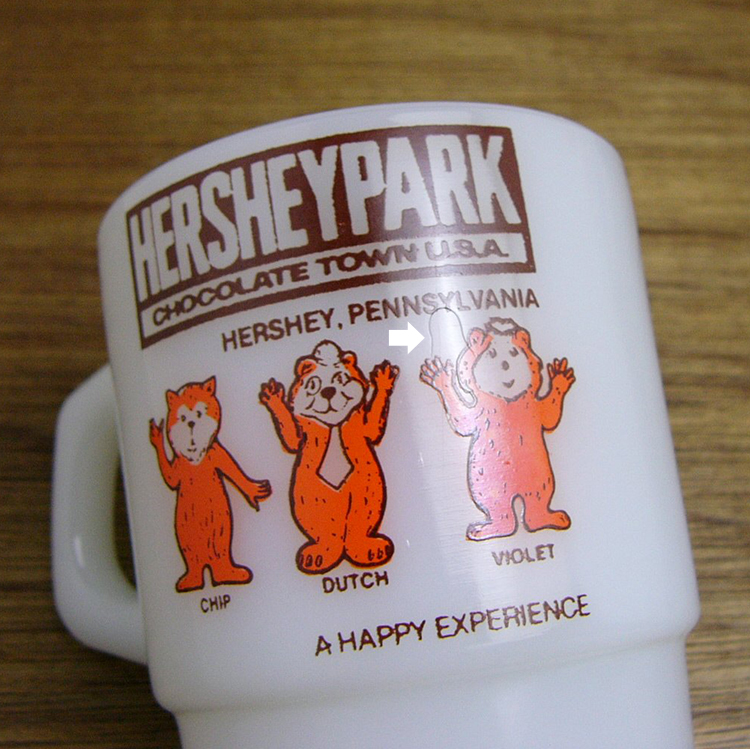 HERSHEYPARK
CHOCOLATE TOWN U.S.A.
HERSHEY, PENNSYLVANIA
CHIP
DUTCH
VIOLET
A HAPPY EXPERIENCE